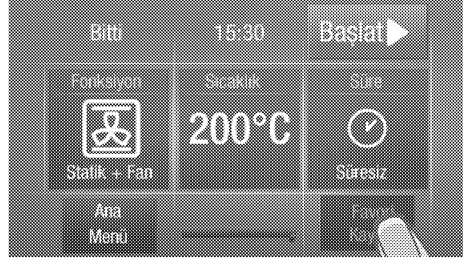 Bitti 15:30 Başlat
Fonksiyon Sıcaklık Süre
200°C
Statik + Fan Süresiz
Ana
Menü